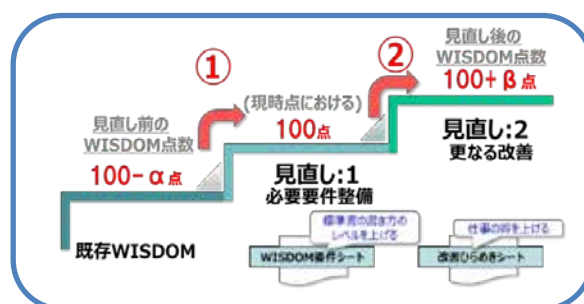 ①
②
見直し後の
WISDOM点数
100+β点
見直し前の
WISDOM点数
100-α点
(現時点における)
100点
見直し:1
必要要件整備
見直し:2
更なる改善
既存WISDOM
標準書の書き方の
レベルを上げる
WISDOM要件シート
仕事の質を上げる
改善ひらめきシート